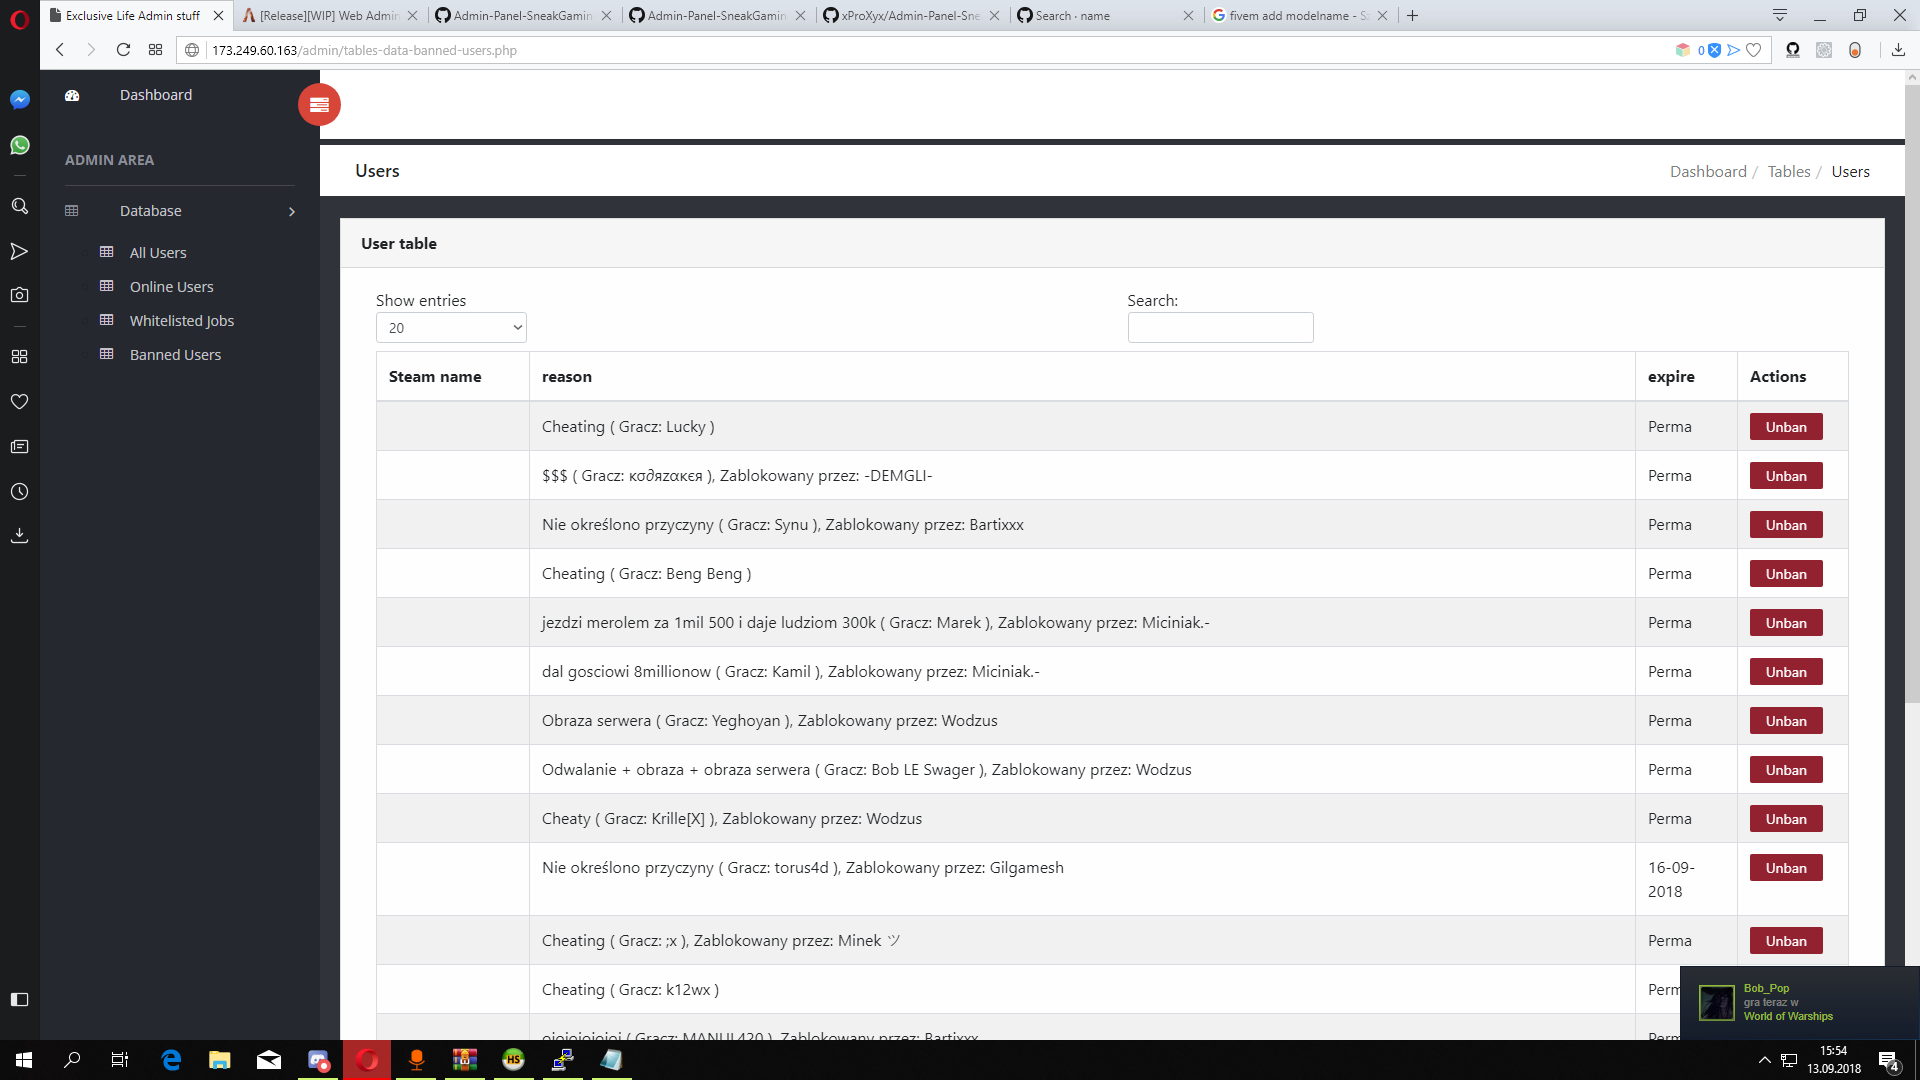 Exclusive Life Admin stuff
[Release][WIP] Web Admin
Admin-Panel-SneakGamin
Admin-Panel-SneakGamin
xProXyx/Admin-Panel-Sne
Search · name
fivem add modelname - Sz
173.249.60.163/admin/tables-data-banned-users.php
0
Dashboard
ADMIN AREA
Database
All Users
Online Users
Whitelisted Jobs
Banned Users
Users
Dashboard / Tables / Users
User table
Show entries
20
Search:
Steam name reason expire Actions
Cheating ( Gracz: Lucky ) Perma Unban
$$$ ( Gracz: кσ∂яzαкєя ), Zablokowany przez: -DEMGLI- Perma Unban
Nie określono przyczyny ( Gracz: Synu ), Zablokowany przez: Bartixxx Perma Unban
Cheating ( Gracz: Beng Beng ) Perma Unban
jezdzi merolem za 1mil 500 i daje ludziom 300k ( Gracz: Marek ), Zablokowany przez: Miciniak.- Perma Unban
dal gosciowi 8millionow ( Gracz: Kamil ), Zablokowany przez: Miciniak.- Perma Unban
Obraza serwera ( Gracz: Yeghoyan ), Zablokowany przez: Wodzus Perma Unban
Odwalanie + obraza + obraza serwera ( Gracz: Bob LE Swager ), Zablokowany przez: Wodzus Perma Unban
Cheaty ( Gracz: Krille[X] ), Zablokowany przez: Wodzus Perma Unban
Nie określono przyczyny ( Gracz: torus4d ), Zablokowany przez: Gilgamesh 16-09-
2018 Unban
Cheating ( Gracz: ;x ), Zablokowany przez: Minek ツ Perma Unban
Cheating ( Gracz: k12wx ) Perm
ojojojojojoj ( Gracz: MANUL420 ), Zablokowany przez: Bartixxx Perm
Bob_Pop
gra teraz w
World of Warships
HS
15:54
13.09.2018
4